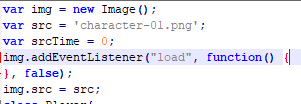 var img = new Image();
var src = 'character-01.png';
var srcTime = 0;
img.addEventListener("load", function() {
}, false);
img.src = src;